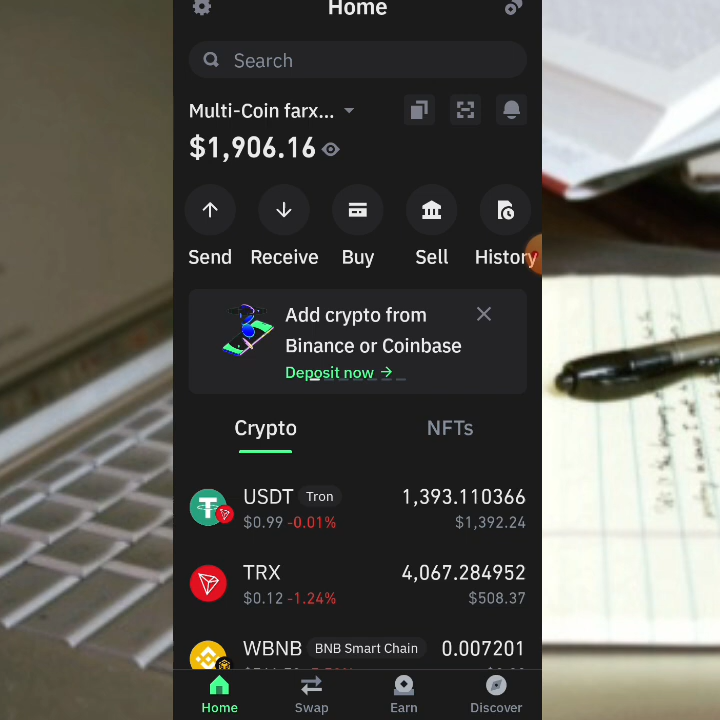 Home
Search
Multi-Coin farx...
$1,906.16
Send Receive Buy Sell History
Add crypto from
Binance or Coinbase
Deposit now →
Crypto NFTs
USDT Tron 1,393.110366
$0.99 -0.01% $1,392.24
TRX 4,067.284952
$0.12 -1.24% $508.37
WBNB BNB Smart Chain 0.007201
Home Swap Earn Discover